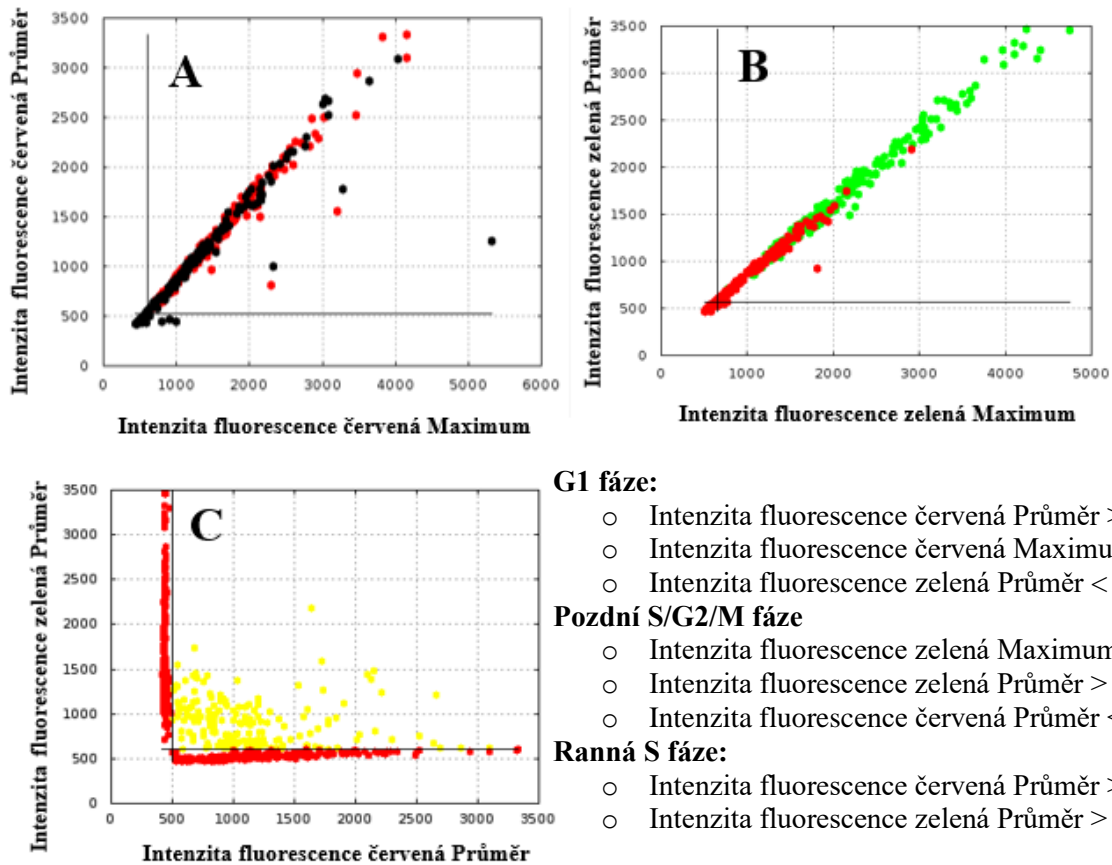 Intenzita fluorescence červená Průměr
3500
3000
2500
2000
1500
1000
500
0
A
0 1000 2000 3000 4000 5000 6000
Intenzita fluorescence červená Maximum
Intenzita fluorescence zelená Průměr
3500
3000
2500
2000
1500
1000
500
0
B
0 1000 2000 3000 4000 5000
Intenzita fluorescence zelená Maximum
Intenzita fluorescence zelená Průměr
3500
3000
2500
2000
1500
1000
500
0
C
0 500 1000 1500 2000 2500 3000 3500
Intenzita fluorescence červená Průměr
G1 fáze:
o Intenzita fluorescence červená Průměr >
o Intenzita fluorescence červená Maximu
o Intenzita fluorescence zelená Průměr <
Pozdní S/G2/M fáze
o Intenzita fluorescence zelená Maximum
o Intenzita fluorescence zelená Průměr >
o Intenzita fluorescence červená Průměr <
Ranná S fáze:
o Intenzita fluorescence červená Průměr >
o Intenzita fluorescence zelená Průměr >